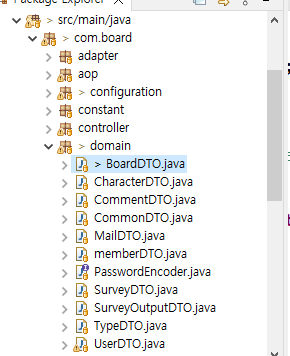 Package Explorer
> src/main/java
> com.board
adapter
aop
> configuration
constant
controller
> domain
> BoardDTO.java
CharacterDTO.java
CommentDTO.java
CommonDTO.java
MailDTO.java
memberDTO.java
PasswordEncoder.java
SurveyDTO.java
SurveyOutputDTO.java
TypeDTO.java
UserDTO.java